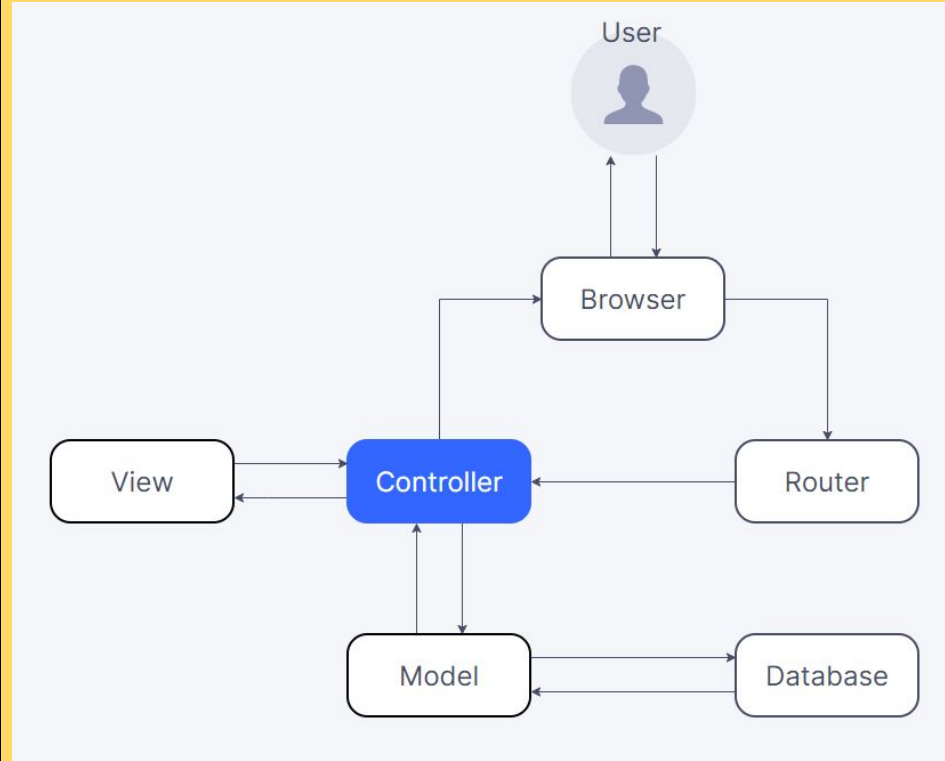 User
Browser
View
Controller
Router
Model
Database